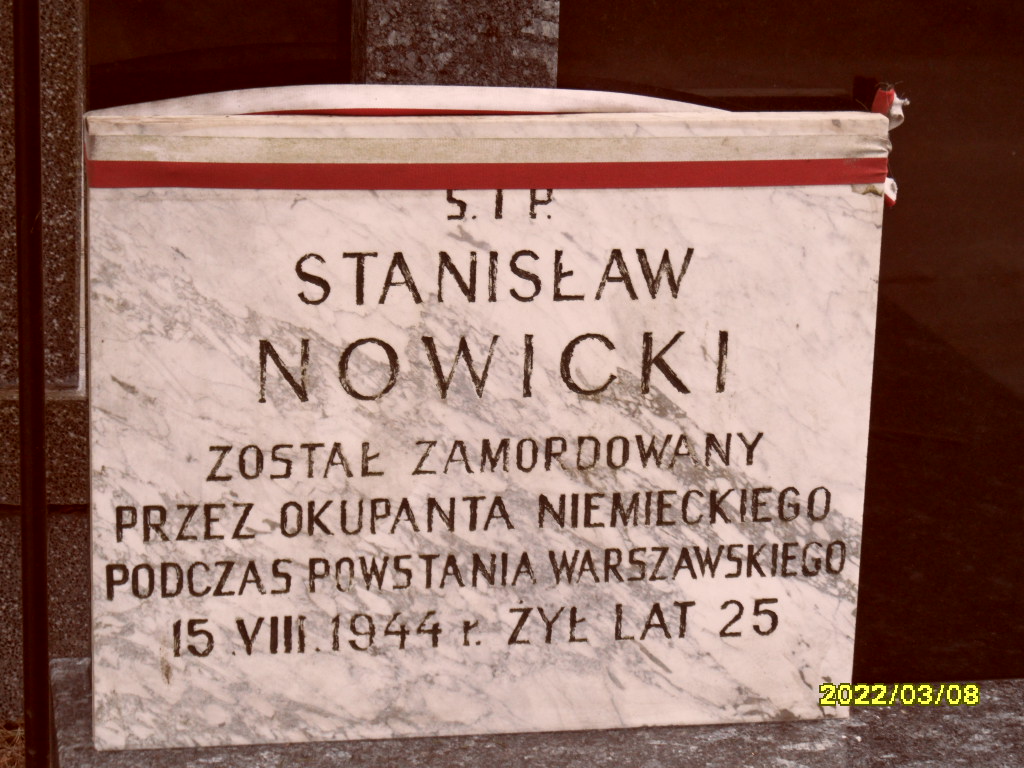 Ś. I P.
STANISŁAW
NOWICKI
ZOSTAŁ ZAMORDOWANY
PRZEZ OKUPANTA NIEMIECKIEGO
PODCZAS POWSTANIA WARSZAWSKIEGO
15.VIII.1944 r. ŻYŁ LAT 25
2022/03/08